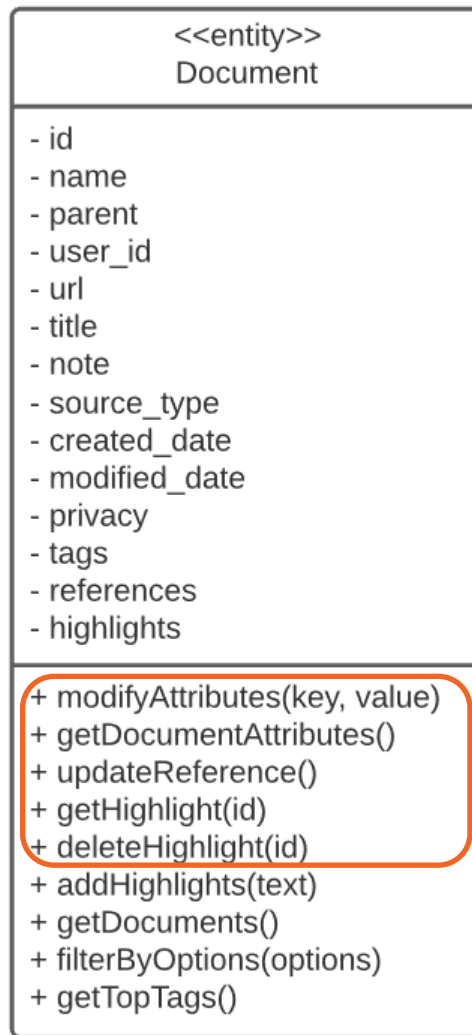 <<entity>>
Document
- id
- name
- parent
- user_id
- url
- title
- note
- source_type
- created_date
- modified_date
- privacy
- tags
- references
- highlights
+ modifyAttributes(key, value)
+ getDocumentAttributes()
+ updateReference()
+ getHighlight(id)
+ deleteHighlight(id)
+ addHighlights(text)
+ getDocuments()
+ filterByOptions(options)
+ getTopTags()